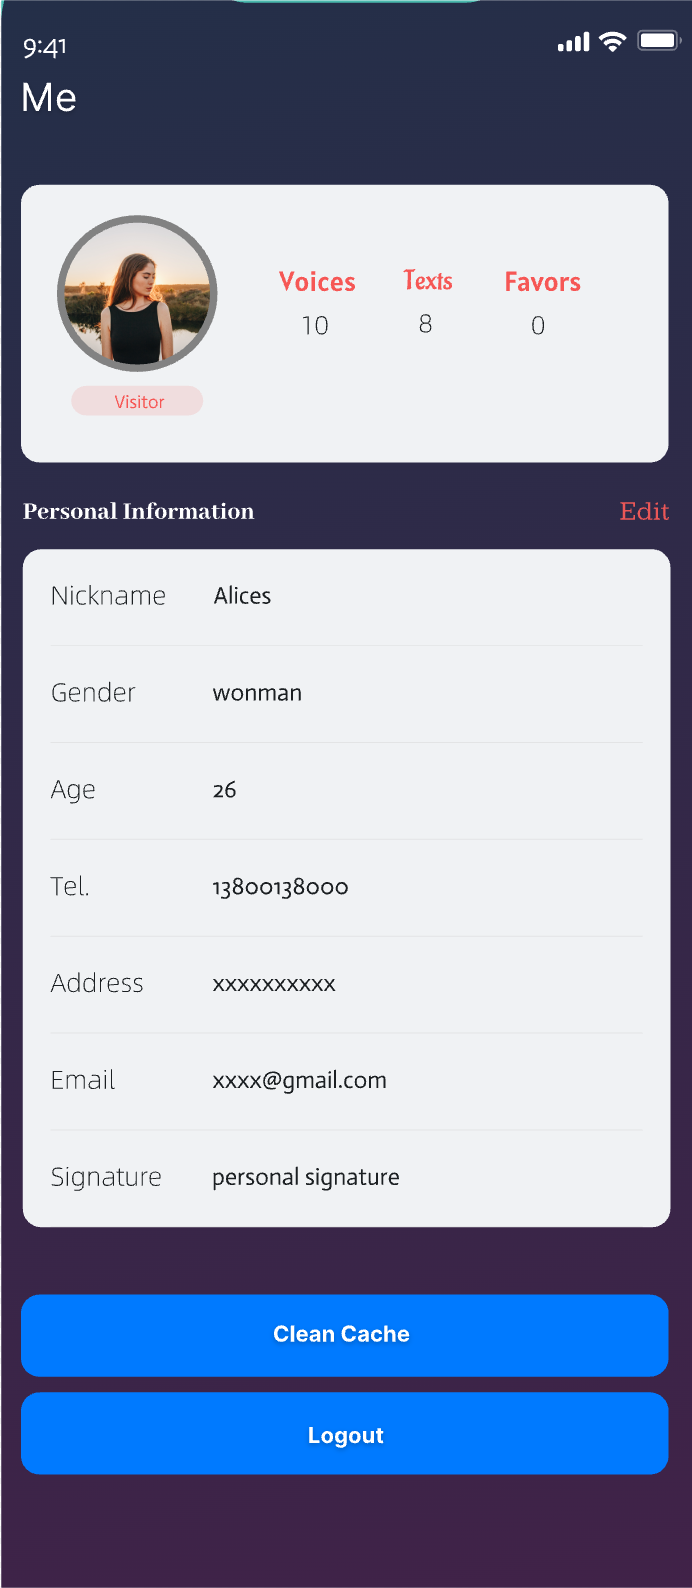 9:41
Me
Voices Texts Favors
10 8 0
Visitor
Personal Information Edit
Nickname Alices
Gender wonman
Age 26
Tel. 13800138000
Address xxxxxxxxxx
Email xxxx@gmail.com
Signature personal signature
Clean Cache
Logout